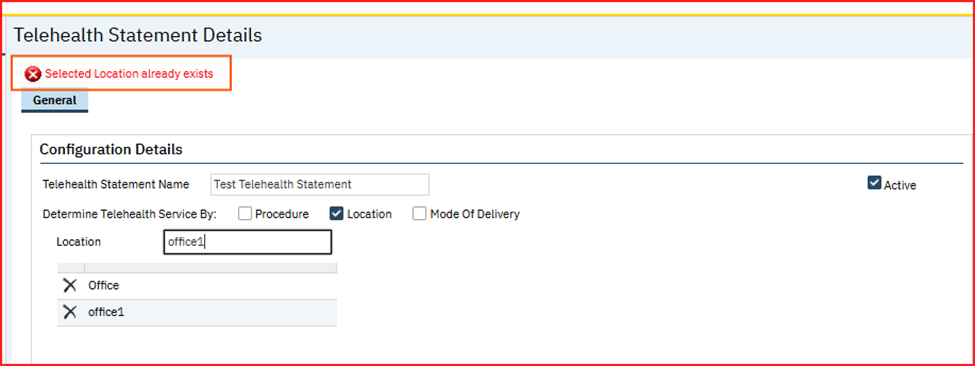 Telehealth Statement Details
Selected Location already exists
General
Configuration Details
Telehealth Statement Name Test Telehealth Statement Active
Determine Telehealth Service By: Procedure Location Mode Of Delivery
Location office1
Office
office1